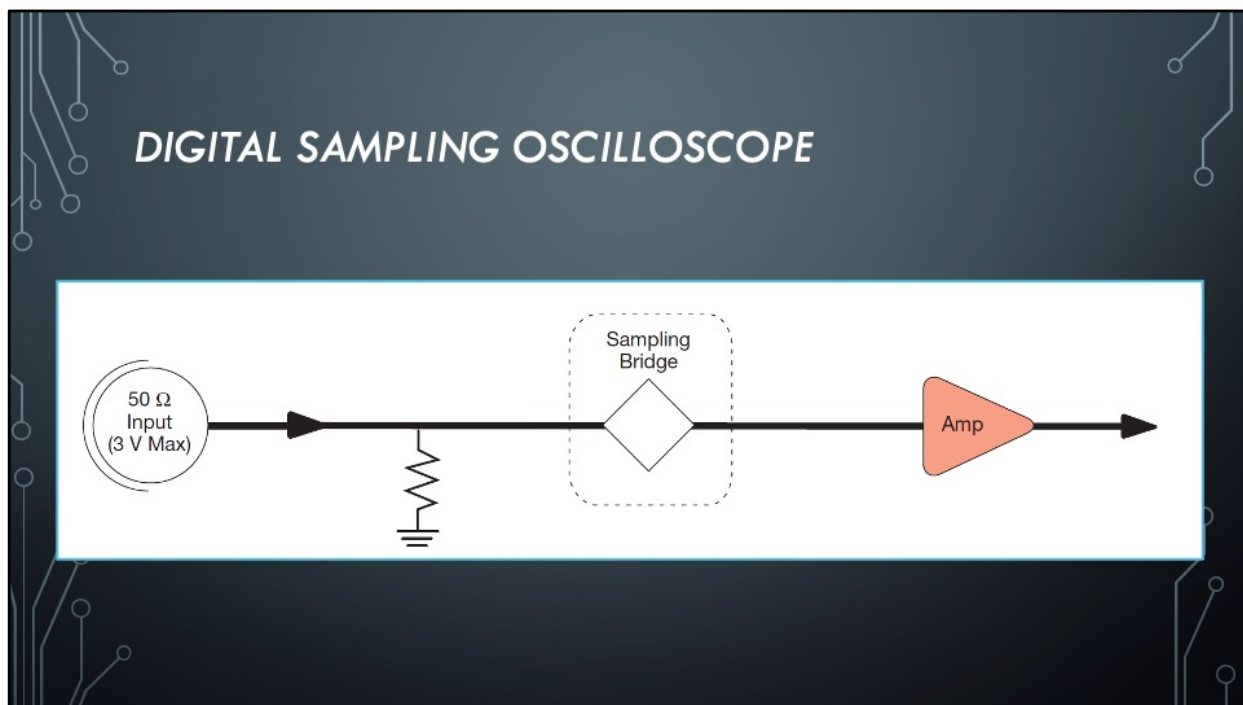 DIGITAL SAMPLING OSCILLOSCOPE
50 Ω
Input
(3 V Max)
Sampling
Bridge
Amp